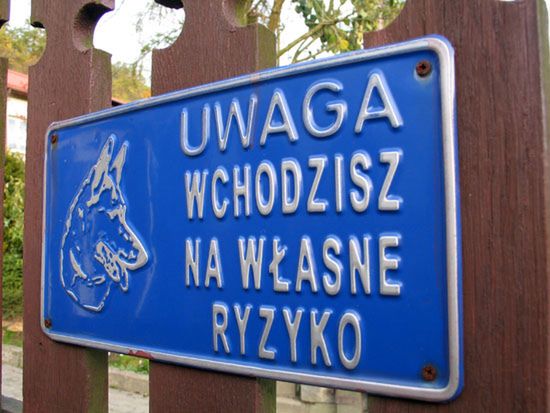 UWAGA
WCHODZISZ
NA WŁASNE
RYZYKO